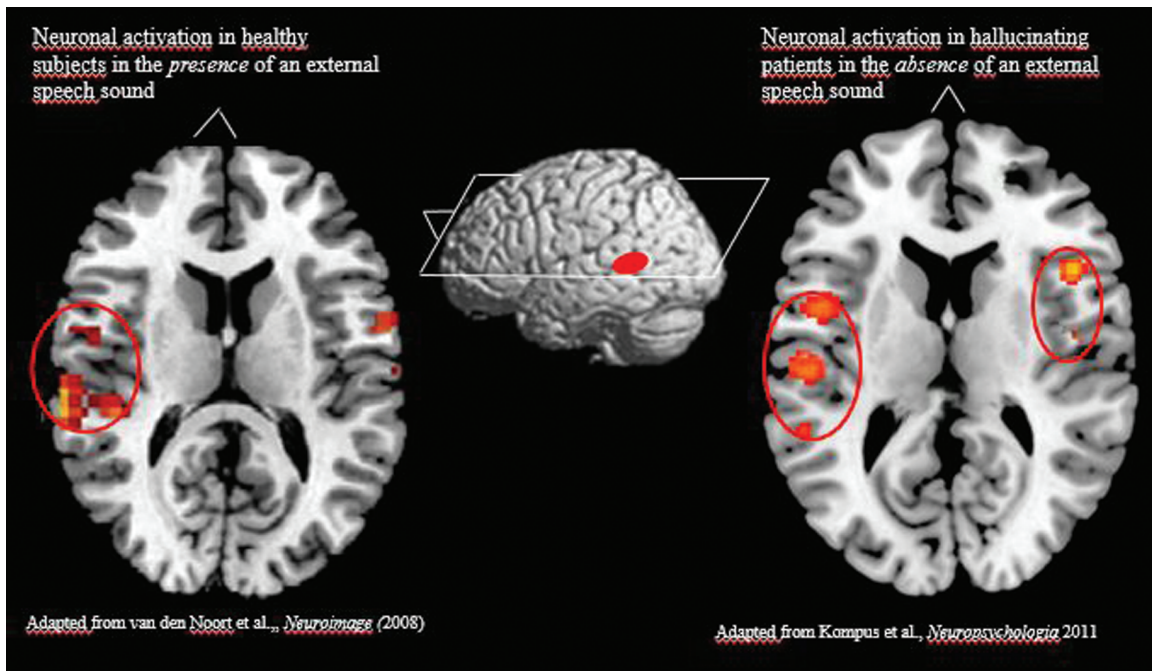 Neuronal activation in healthy
subjects in the presence of an external
speech sound
Neuronal activation in hallucinating
patients in the absence of an external
speech sound
Adapted from van den Noort et al.,, Neuroimage (2008)
Adapted from Kompus et al., Neuropsychologia 2011